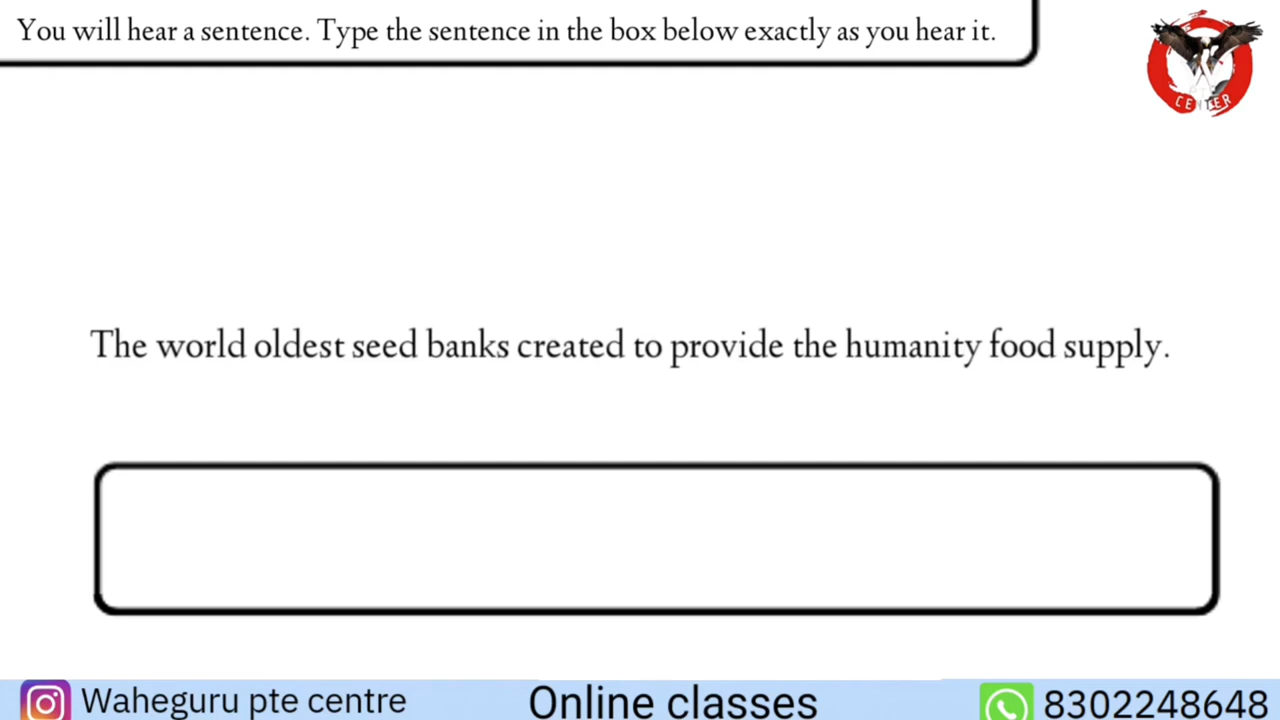 You will hear a sentence. Type the sentence in the box below exactly as you hear it.
CENTER
The world oldest seed banks created to provide the humanity food supply.
Waheguru pte centre
Online classes
8302248648